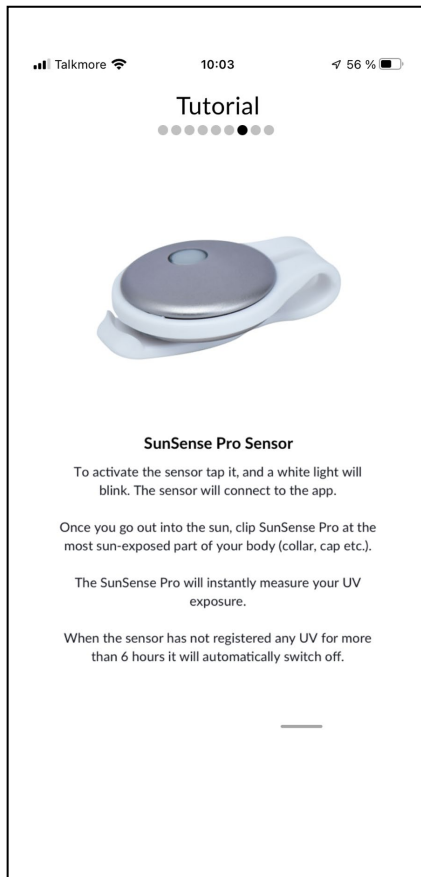 Talkmore 10:03 56 %
Tutorial
SunSense Pro Sensor
To activate the sensor tap it, and a white light will
blink. The sensor will connect to the app.
Once you go out into the sun, clip SunSense Pro at the
most sun-exposed part of your body (collar, cap etc.).
The SunSense Pro will instantly measure your UV
exposure.
When the sensor has not registered any UV for more
than 6 hours it will automatically switch off.